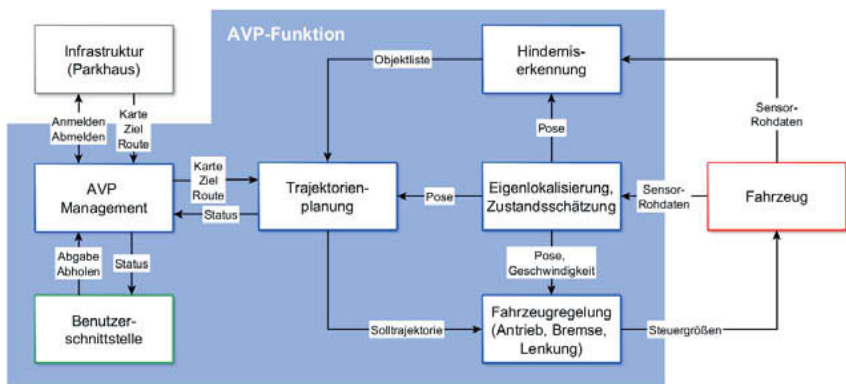 AVP-Funktion
Infrastruktur
(Parkhaus)
Hindernis-
erkennung
Objektliste
Anmelden
Abmelden
Karte
Ziel
Route
Sensor-
Rohdaten
Pose
AVP
Management
Karte
Ziel
Route
Status
Trajektorien-
planung
Pose
Eigenlokalisierung,
Zustandsschätzung
Sensor-
Rohdaten
Fahrzeug
Abgabe
Abholen
Status
Pose,
Geschwindigkeit
Benutzer-
schnittstelle
Solltrajektorie
Fahrzeugregelung
(Antrieb, Bremse,
Lenkung)
Steuergrößen